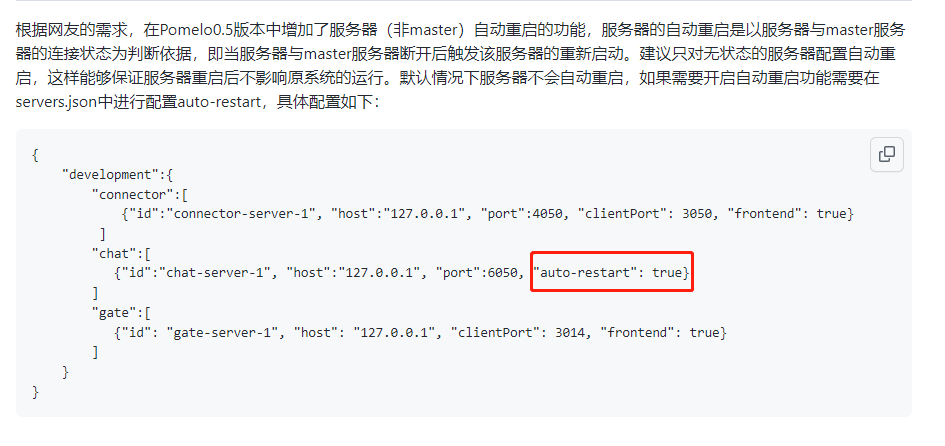 根据网友的需求，在Pomelo0.5版本中增加了服务器（非master）自动重启的功能，服务器的自动重启是以服务器与master服务
器的连接状态为判断依据，即当服务器与master服务器断开后触发该服务器的重新启动。建议只对无状态的服务器配置自动重
启，这样能够保证服务器重启后不影响原系统的运行。默认情况下服务器不会自动重启，如果需要开启自动重启功能需要在
servers.json中进行配置auto-restart，具体配置如下：
{
    "development":{
        "connector":[
            {"id":"connector-server-1", "host":"127.0.0.1", "port":4050, "clientPort": 3050, "frontend": true}
         ]
        "chat":[
           {"id":"chat-server-1", "host":"127.0.0.1", "port":6050, "auto-restart": true}
        ]
        "gate":[
           {"id": "gate-server-1", "host": "127.0.0.1", "clientPort": 3014, "frontend": true}
        ]
    }
}